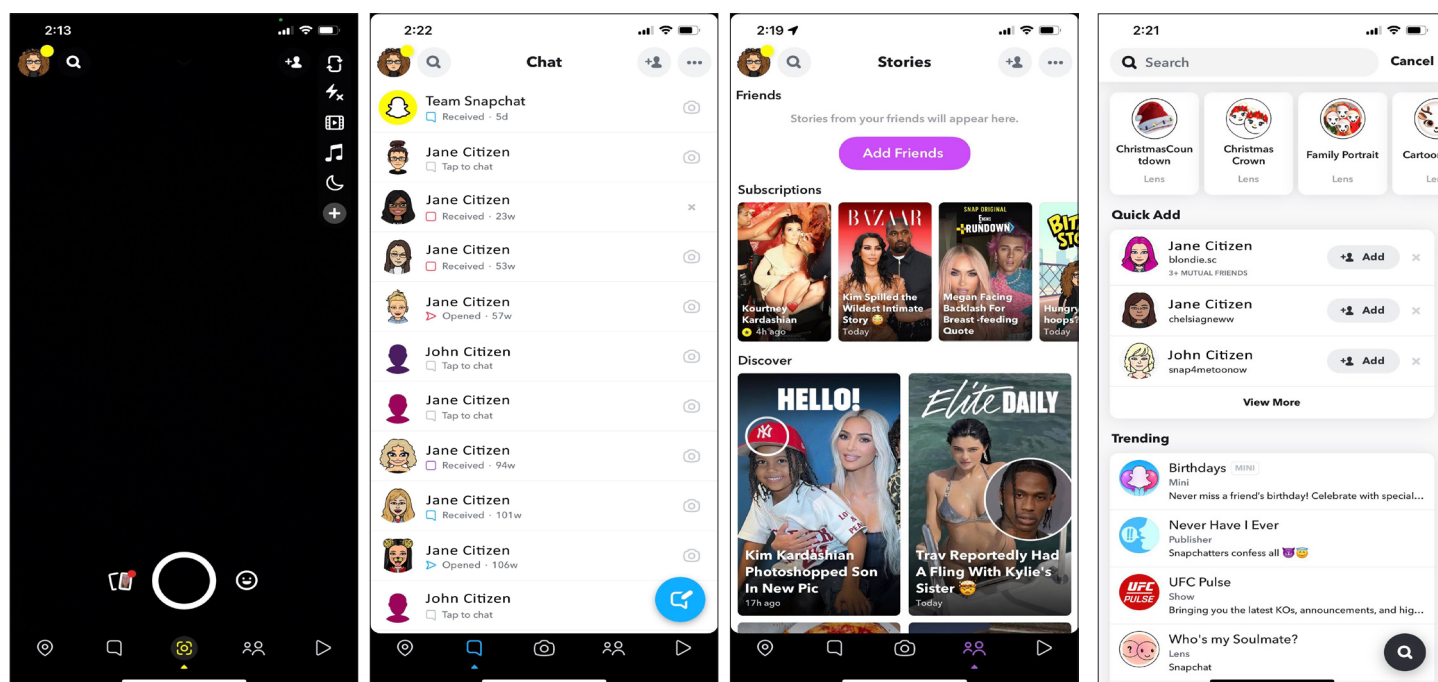 2:13
2:22
Chat
Team Snapchat
Received · 5d
Jane Citizen
Tap to chat
Jane Citizen
Received · 23w
Jane Citizen
Received · 53w
Jane Citizen
Opened · 57w
John Citizen
Tap to chat
Jane Citizen
Tap to chat
Jane Citizen
Received · 94w
Jane Citizen
Received · 101w
Jane Citizen
Opened · 106w
John Citizen
Tap to chat
2:19
Stories
Friends
Stories from your friends will appear here.
Add Friends
Subscriptions
Kourtney
Kardashian
4h ago
BAZAAR
Kim Spilled the
Wildest Intimate
Story 😳
Today
SNAP ORIGINAL
E! NEWS
THE RUNDOWN
Megan Facing
Backlash For
Breast -feeding
Quote
Hungry
hoops?
Today
Discover
HELLO!
Kim Kardashian
Photoshopped Son
In New Pic
17h ago
Elite DAILY
Trav Reportedly Had
A Fling With Kylie's
Sister 🤯
Today
2:21
Search
Cancel
ChristmasCoun
tdown
Lens
Christmas
Crown
Lens
Family Portrait
Lens
Cartoo
Le
Quick Add
Jane Citizen
blondie.sc
3+ MUTUAL FRIENDS
Add
Jane Citizen
chelsiagneww
Add
John Citizen
snap4metoonow
Add
View More
Trending
Birthdays MINI
Mini
Never miss a friend's birthday! Celebrate with special...
Never Have I Ever
Publisher
Snapchatters confess all 😈😇
UFC PULSE
UFC Pulse
Show
Bringing you the latest KOs, announcements, and hig...
Who's my Soulmate?
Lens
Snapchat